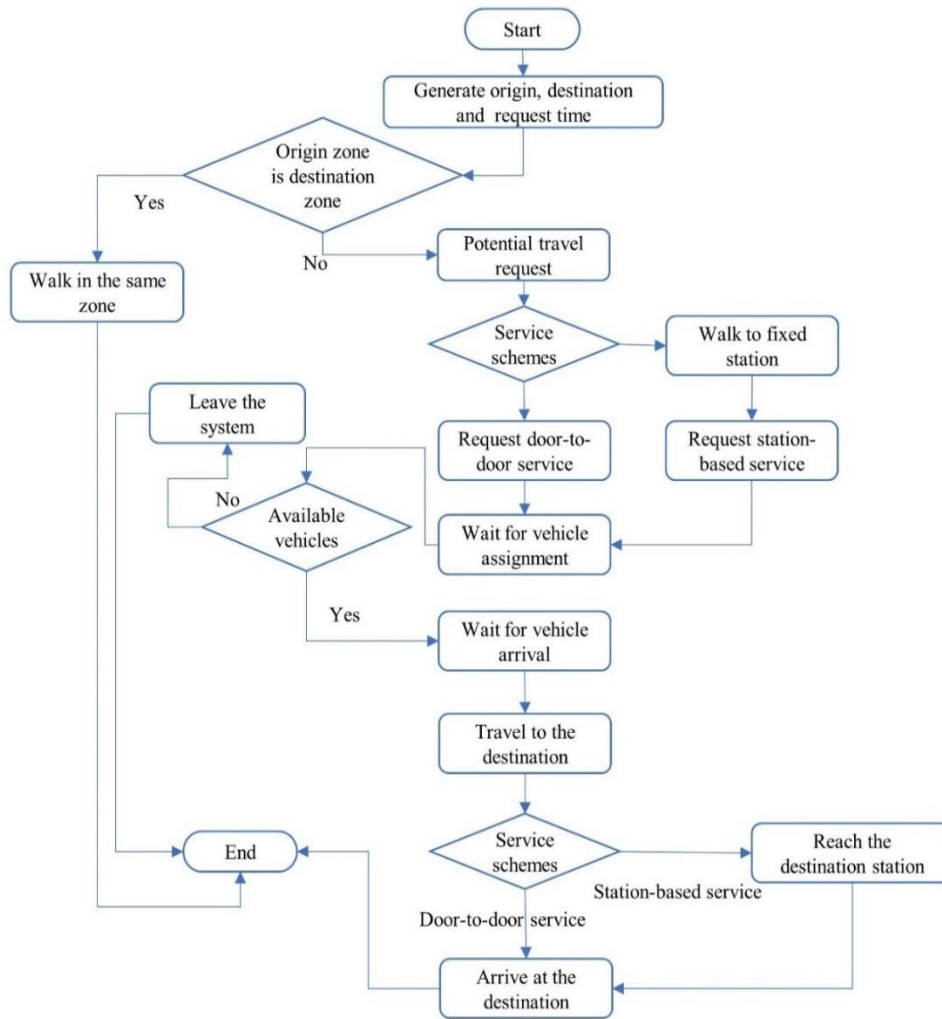 Start
Generate origin, destination
and request time
Origin zone
is destination
zone
Yes
No
Potential travel
request
Walk in the same
zone
Service
schemes
Walk to fixed
station
Leave the
system
Request door-to-
door service
Request station-
based service
No
Available
vehicles
Wait for vehicle
assignment
Yes
Wait for vehicle
arrival
Travel to the
destination
Service
schemes
Reach the
destination station
End
Station-based service
Door-to-door service
Arrive at the
destination